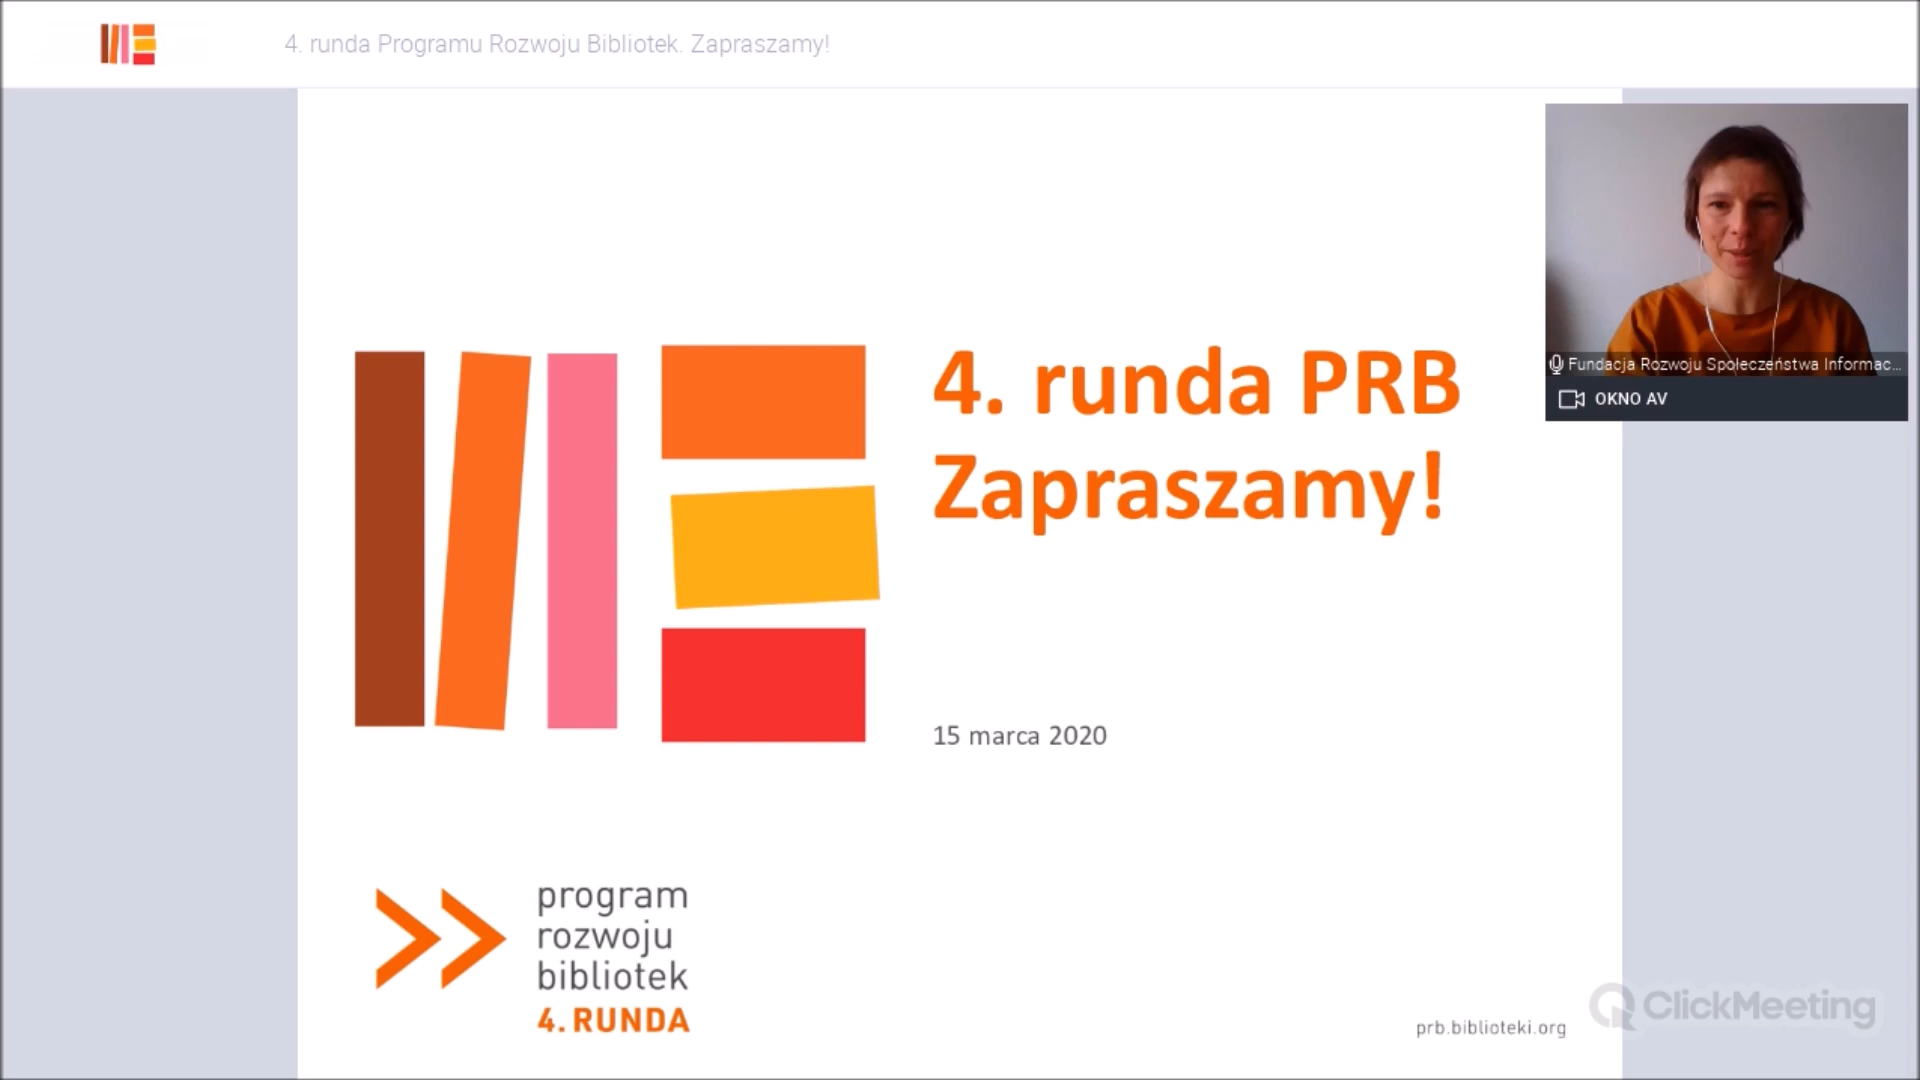 4. runda Programu Rozwoju Bibliotek. Zapraszamy!
4. runda PRB
Zapraszamy!
15 marca 2020
program
rozwoju
bibliotek
4. RUNDA
prb.biblioteki.org
Fundacja Rozwoju Społeczeństwa Informac...
OKNO AV
ClickMeeting